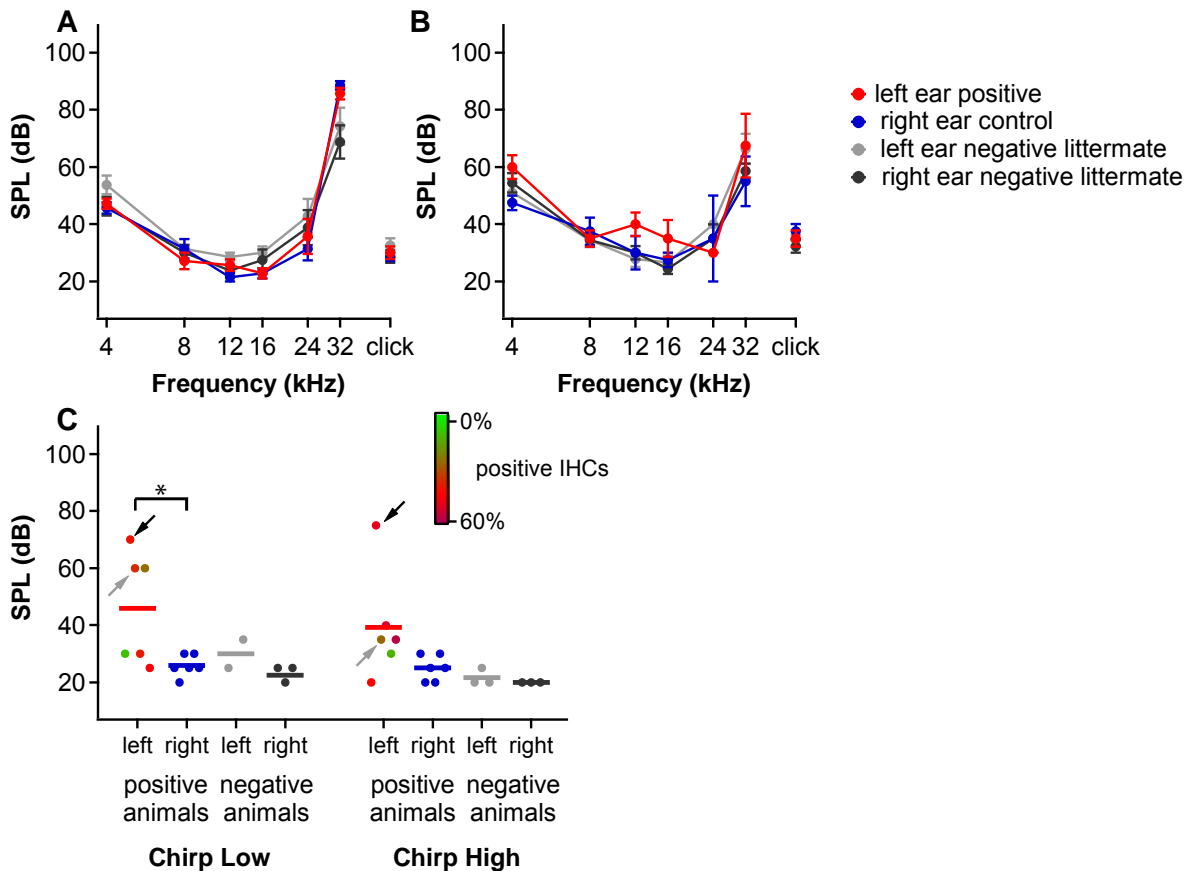 A
SPL (dB)
100
80
60
40
20
4 8 12 16 24 32 click
Frequency (kHz)
B
SPL (dB)
100
80
60
40
20
4 8 12 16 24 32 click
Frequency (kHz)
left ear positive
right ear control
left ear negative littermate
right ear negative littermate
C
SPL (dB)
100
80
60
40
20
*
0%
positive IHCs
60%
left right left right
positive animals negative animals
Chirp Low
left right left right
positive animals negative animals
Chirp High